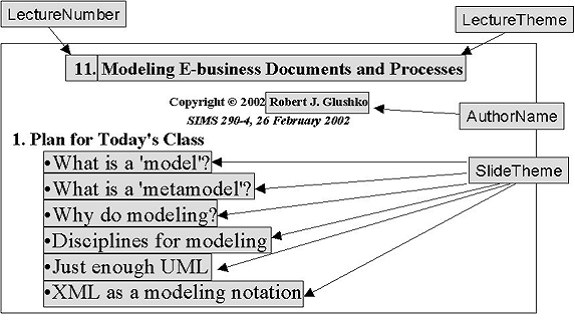 LectureNumber
LectureTheme
11. Modeling E-business Documents and Processes
Copyright © 2002 Robert J. Glushko
SIMS 290-4, 26 February 2002
AuthorName
1. Plan for Today's Class
•What is a 'model'?
SlideTheme
•What is a 'metamodel'?
•Why do modeling?
•Disciplines for modeling
•Just enough UML
•XML as a modeling notation